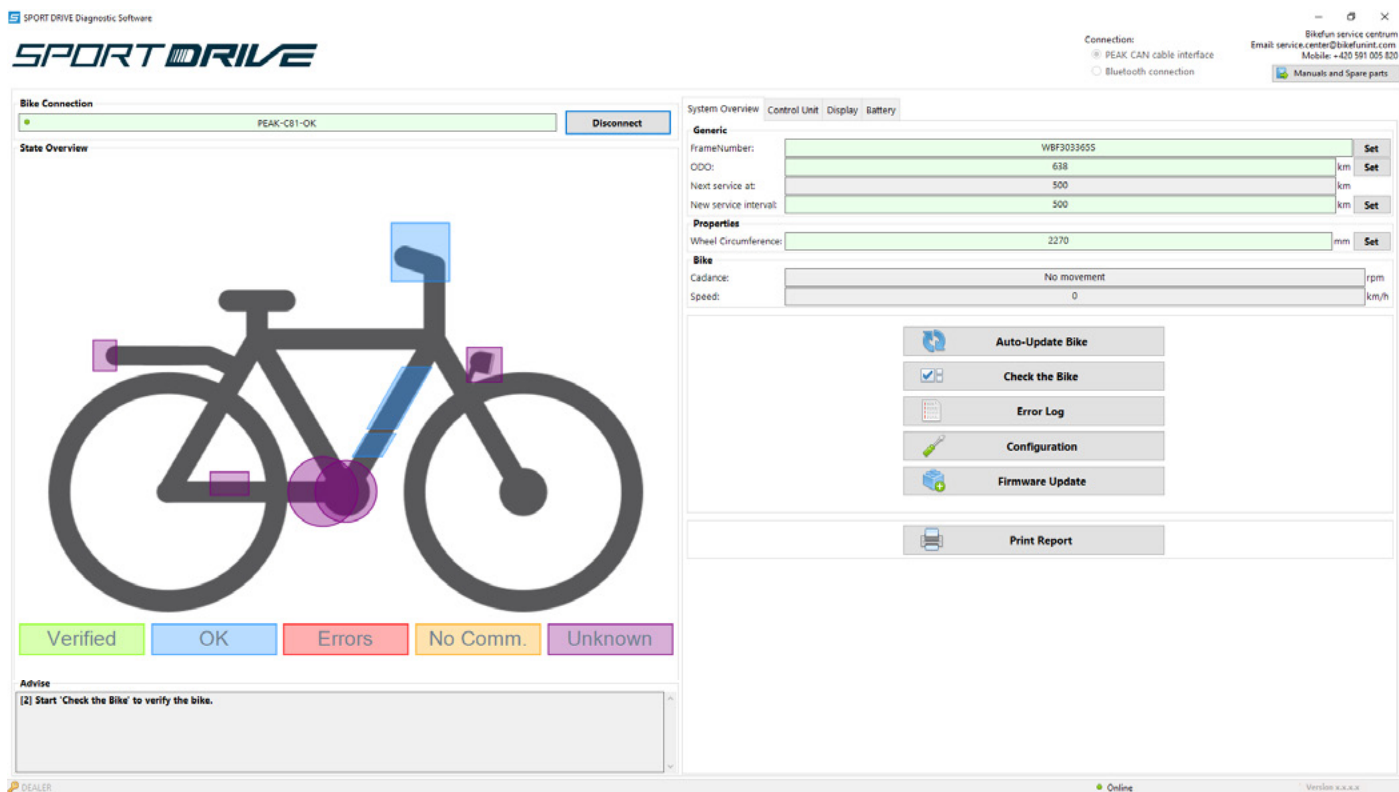 SPORT DRIVE Diagnostic Software
SPORT DRIVE
Connection:
PEAK CAN cable interface
Bluetooth connection
Bikefun service centrum
Email: service.center@bikefunint.com
Mobile: +420 591 005 820
Manuals and Spare parts
Bike Connection
PEAK-C81-OK
Disconnect
State Overview
Verified
OK
Errors
No Comm.
Unknown
Advise
[2] Start 'Check the Bike' to verify the bike.
System Overview
Control Unit
Display
Battery
Generic
FrameNumber: WBF303365S Set
ODO: 638 km Set
Next service at: 500 km
New service interval: 500 km Set
Properties
Wheel Circumference: 2270 mm Set
Bike
Cadance: No movement rpm
Speed: 0 km/h
Auto-Update Bike
Check the Bike
Error Log
Configuration
Firmware Update
Print Report
DEALER
Online
Version x.x.x.x